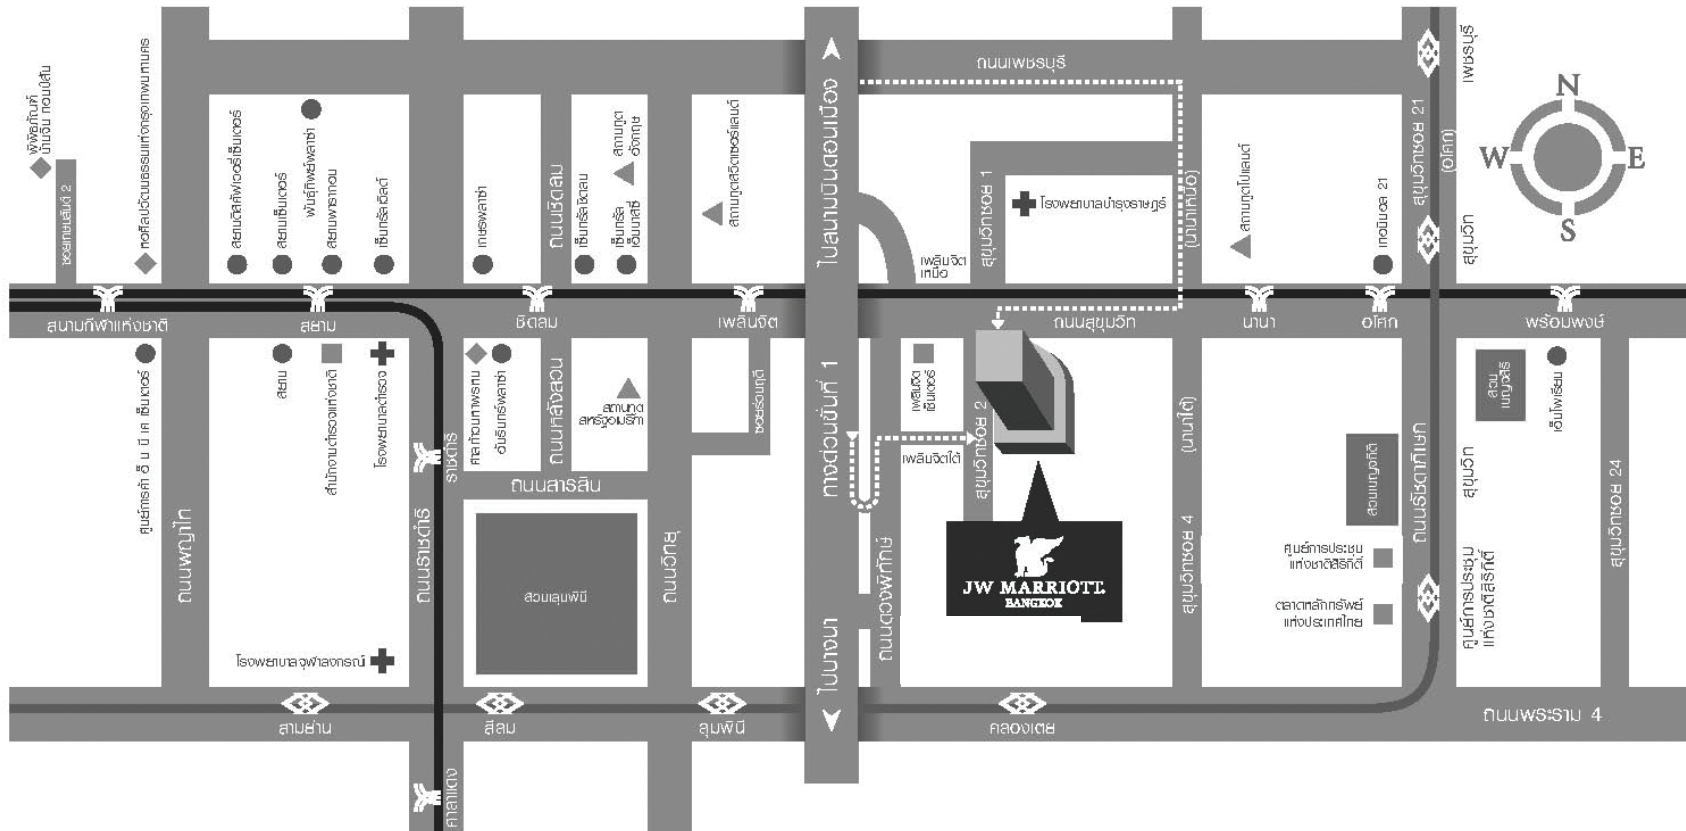 พิพิธภัณฑ์
บ้านจิม ทอมป์สัน
ซอยเกษมสันต์ 2
หอศิลปวัฒนธรรมแห่งกรุงเทพมหานคร
สยามดิสคัฟเวอรี่เซ็นเตอร์
สยามเซ็นเตอร์
พันธุ์ทิพย์พลาซ่า
สยามพารากอน
เซ็นทรัลเวิลด์
เกษรพลาซ่า
ถนนชิดลม
เซ็นทรัลชิดลม
เซ็นทรัล
เอ็มบาสซี
สถานทูต
อังกฤษ
สถานทูตสวิตเซอร์แลนด์
ไปสนามบินดอนเมือง
ถนนเพชรบุรี
เพลินจิต
เหนือ
สุขุมวิทซอย 1
โรงพยาบาลบำรุงราษฎร์
(นานาเหนือ)
สถานทูตโปแลนด์
เทอมินอล 21
สุขุมวิทซอย 21
(อโศก)
เพชรบุรี
สุขุมวิท
N
W
E
S
สนามกีฬาแห่งชาติ
สยาม
ชิดลม
เพลินจิต
ถนนสุขุมวิท
นานา
อโศก
พร้อมพงษ์
ศูนย์การค้า เอ็ม บี เค เซ็นเตอร์
สยาม
สำนักงานตำรวจแห่งชาติ
โรงพยาบาลตำรวจ
ราชดำริ
ศาลท้าวมหาพรหม
อัมรินทร์พลาซ่า
ถนนหลังสวน
สถานทูต
สหรัฐอเมริกา
ซอยร่วมฤดี
ทางด่วนขั้นที่ 1
เพลินจิต
เซ็นเตอร์
เพลินจิตใต้
สุขุมวิทซอย 2
(นานาใต้)
สวนเบญจกิติ
ถนนรัชดาภิเษก
สุขุมวิท
สวน
เบญจสิริ
เอ็มโพเรียม
สุขุมวิทซอย 24
ถนนสารสิน
ถนนพญาไท
ถนนราชดำริ
สวนลุมพินี
ถนนวิทยุ
ถนนดวงพิทักษ์
JW MARRIOTT.
BANGKOK
สุขุมวิทซอย 4
ศูนย์การประชุม
แห่งชาติสิริกิติ์
ตลาดหลักทรัพย์
แห่งประเทศไทย
ศูนย์การประชุม
แห่งชาติสิริกิติ์
โรงพยาบาลจุฬาลงกรณ์
ไปบางนา
สามย่าน
สีลม
ลุมพินี
คลองเตย
ถนนพระราม 4
ศาลาแดง